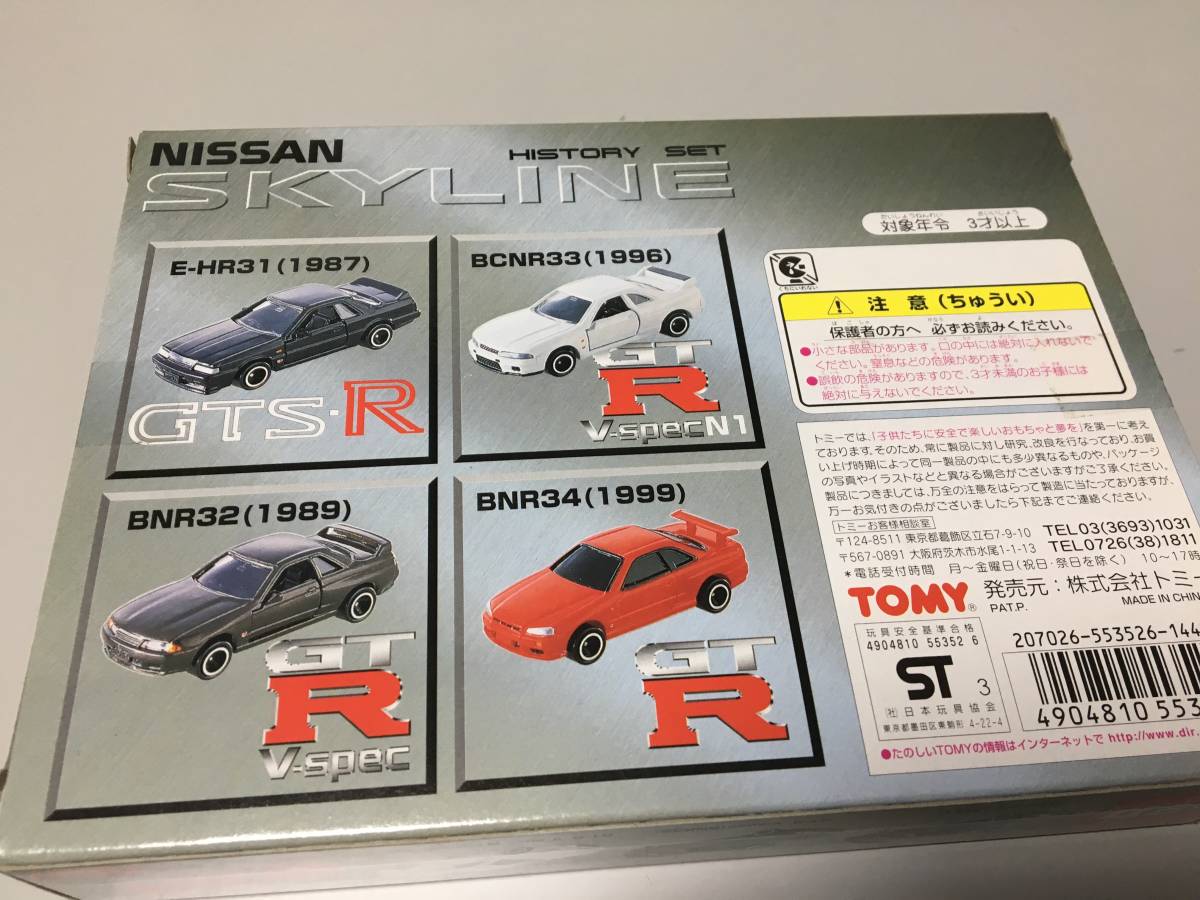 NISSAN
HISTORY SET
SKYLINE
E-HR31(1987)
GTS-R
BCNR33(1996)
GT
R
V-specN1
BNR32(1989)
GT
R
V-spec
BNR34(1999)
GT
R
対象年令 3才以上
くちにいれない
注 意(ちゅうい)
保護者の方へ 必ずお読みください。
●小さな部品があります。口の中には絶対に入れないで
ください。窒息などの危険があります。
●誤飲の危険がありますので、3才未満のお子様には
絶対に与えないでください。
トミーでは、「子供たちに安全で楽しいおもちゃと夢を」を第一に考え
ております。そのため、常に製品に対し研究、改良を行なっており、お買
い上げ時期によって同一製品の中にも多少異なるものや、パッケージ
の写真やイラストなどと異なる場合がございますがご了承ください。
製品につきましては、万全の注意をはらって製造に当たっておりますが、
万一お気付きの点がございましたら下記までご連絡ください。
トミーお客様相談室
〒124-8511 東京都葛飾区立石7-9-10 TEL03(3693)1031
〒567-0891 大阪府茨木市水尾1-1-13 TEL0726(38)1811
*電話受付時間 月~金曜日(祝日・祭日を除く) 10~17時
TOMY® 発売元:株式会社トミー
PAT.P. MADE IN CHIN
玩具安全基準合格
4904810 55352 6
ST 3
社 日本玩具協会
東京都墨田区東駒形 4-22-4
207026-553526-144
4904810 553
●たのしいTOMYの情報はインターネットで http://www.dir.